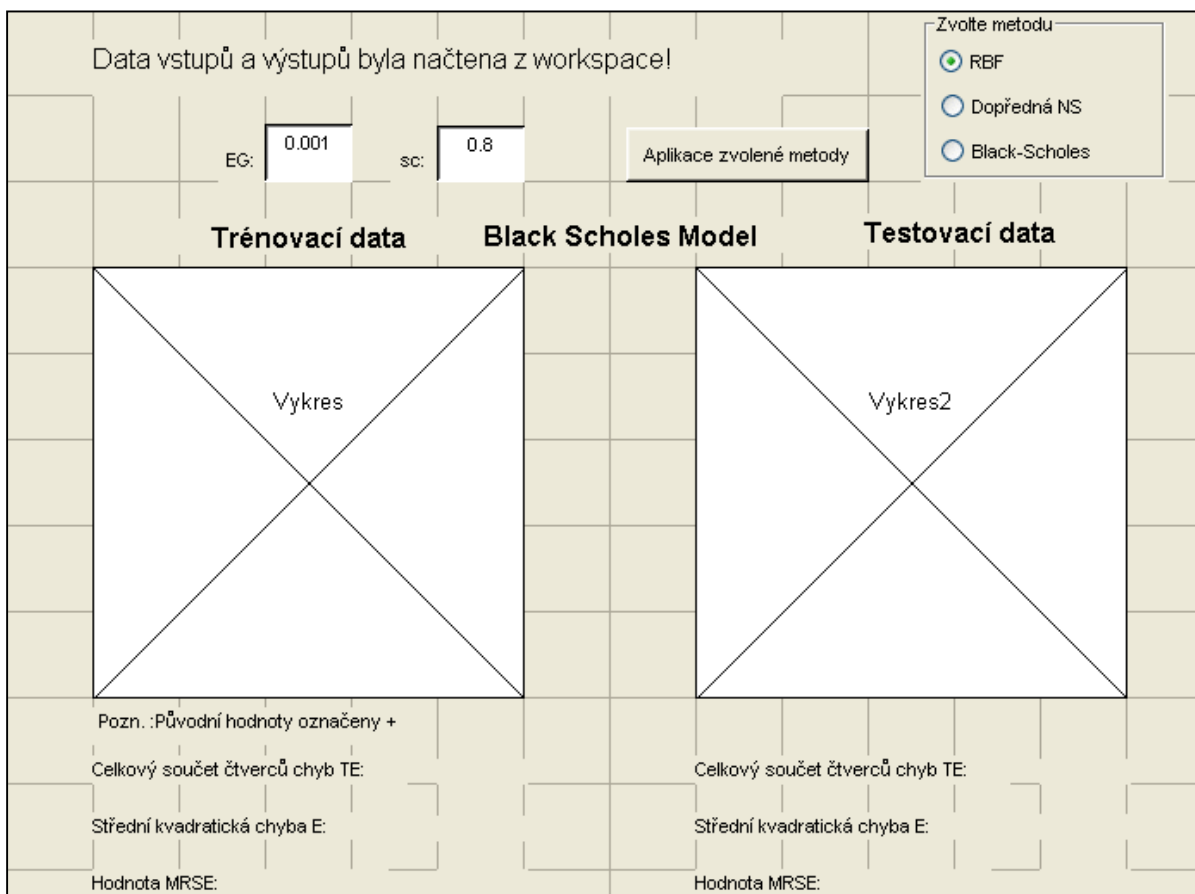 Zvolte metodu
Data vstupů a výstupů byla načtena z workspace!
RBF
Dopředná NS
Black-Scholes
EG:
0.001
sc:
0.8
Aplikace zvolené metody
Trénovací data
Black Scholes Model
Testovací data
Vykres
Vykres2
Pozn. :Původní hodnoty označeny +
Celkový součet čtverců chyb TE:
Celkový součet čtverců chyb TE:
Střední kvadratická chyba E:
Střední kvadratická chyba E:
Hodnota MRSE:
Hodnota MRSE: